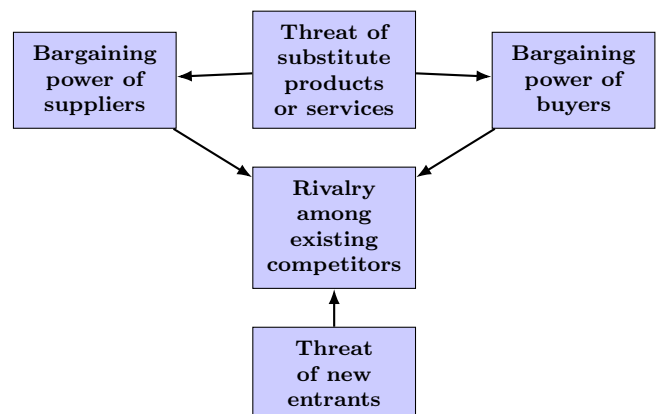 Bargaining
power of
suppliers
Threat of
substitute
products
or services
Bargaining
power of
buyers
Rivalry
among
existing
competitors
Threat
of new
entrants